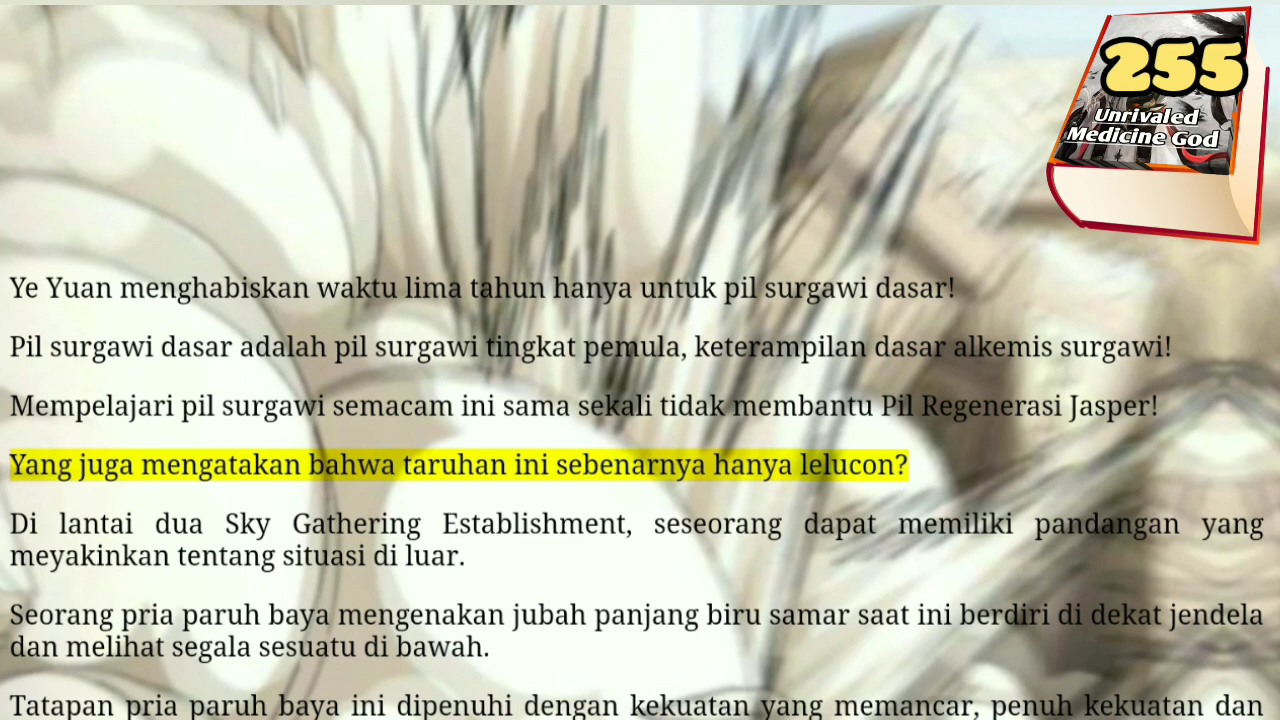 255
Unrivaled
Medicine God
Ye Yuan menghabiskan waktu lima tahun hanya untuk pil surgawi dasar!
Pil surgawi dasar adalah pil surgawi tingkat pemula, keterampilan dasar alkemis surgawi!
Mempelajari pil surgawi semacam ini sama sekali tidak membantu Pil Regenerasi Jasper!
Yang juga mengatakan bahwa taruhan ini sebenarnya hanya lelucon?
Di lantai dua Sky Gathering Establishment, seseorang dapat memiliki pandangan yang
meyakinkan tentang situasi di luar.
Seorang pria paruh baya mengenakan jubah panjang biru samar saat ini berdiri di dekat jendela
dan melihat segala sesuatu di bawah.
Tatapan pria paruh baya ini dipenuhi dengan kekuatan yang memancar, penuh kekuatan dan